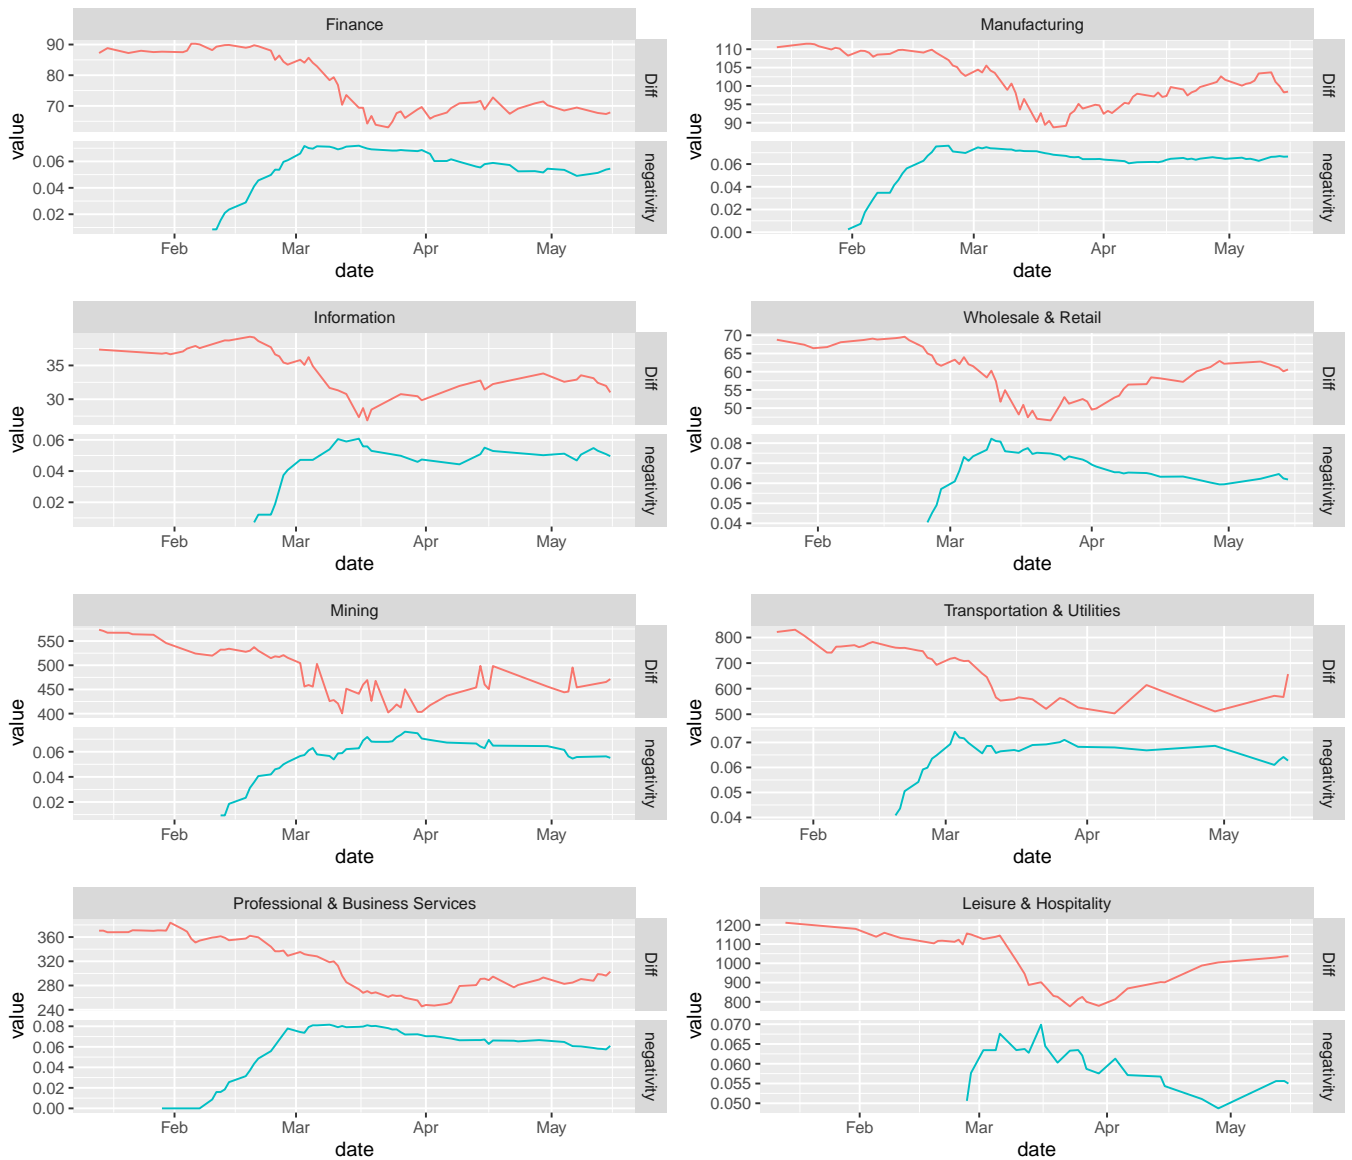 Finance
90
80
70
Diff
value
0.06
0.04
0.02
negativity
Feb Mar Apr May
date
Manufacturing
110
105
100
95
90
Diff
value
0.06
0.04
0.02
0.00
negativity
Feb Mar Apr May
date
Information
35
30
Diff
value
0.06
0.04
0.02
negativity
Feb Mar Apr May
date
Wholesale & Retail
70
65
60
55
50
Diff
value
0.08
0.07
0.06
0.05
0.04
negativity
Feb Mar Apr May
date
Mining
550
500
450
400
Diff
value
0.06
0.04
0.02
negativity
Feb Mar Apr May
date
Transportation & Utilities
800
700
600
500
Diff
value
0.07
0.06
0.05
0.04
negativity
Feb Mar Apr May
date
Professional & Business Services
360
320
280
240
Diff
value
0.08
0.06
0.04
0.02
0.00
negativity
Feb Mar Apr May
date
Leisure & Hospitality
1200
1100
1000
900
800
Diff
value
0.070
0.065
0.060
0.055
0.050
negativity
Feb Mar Apr May
date